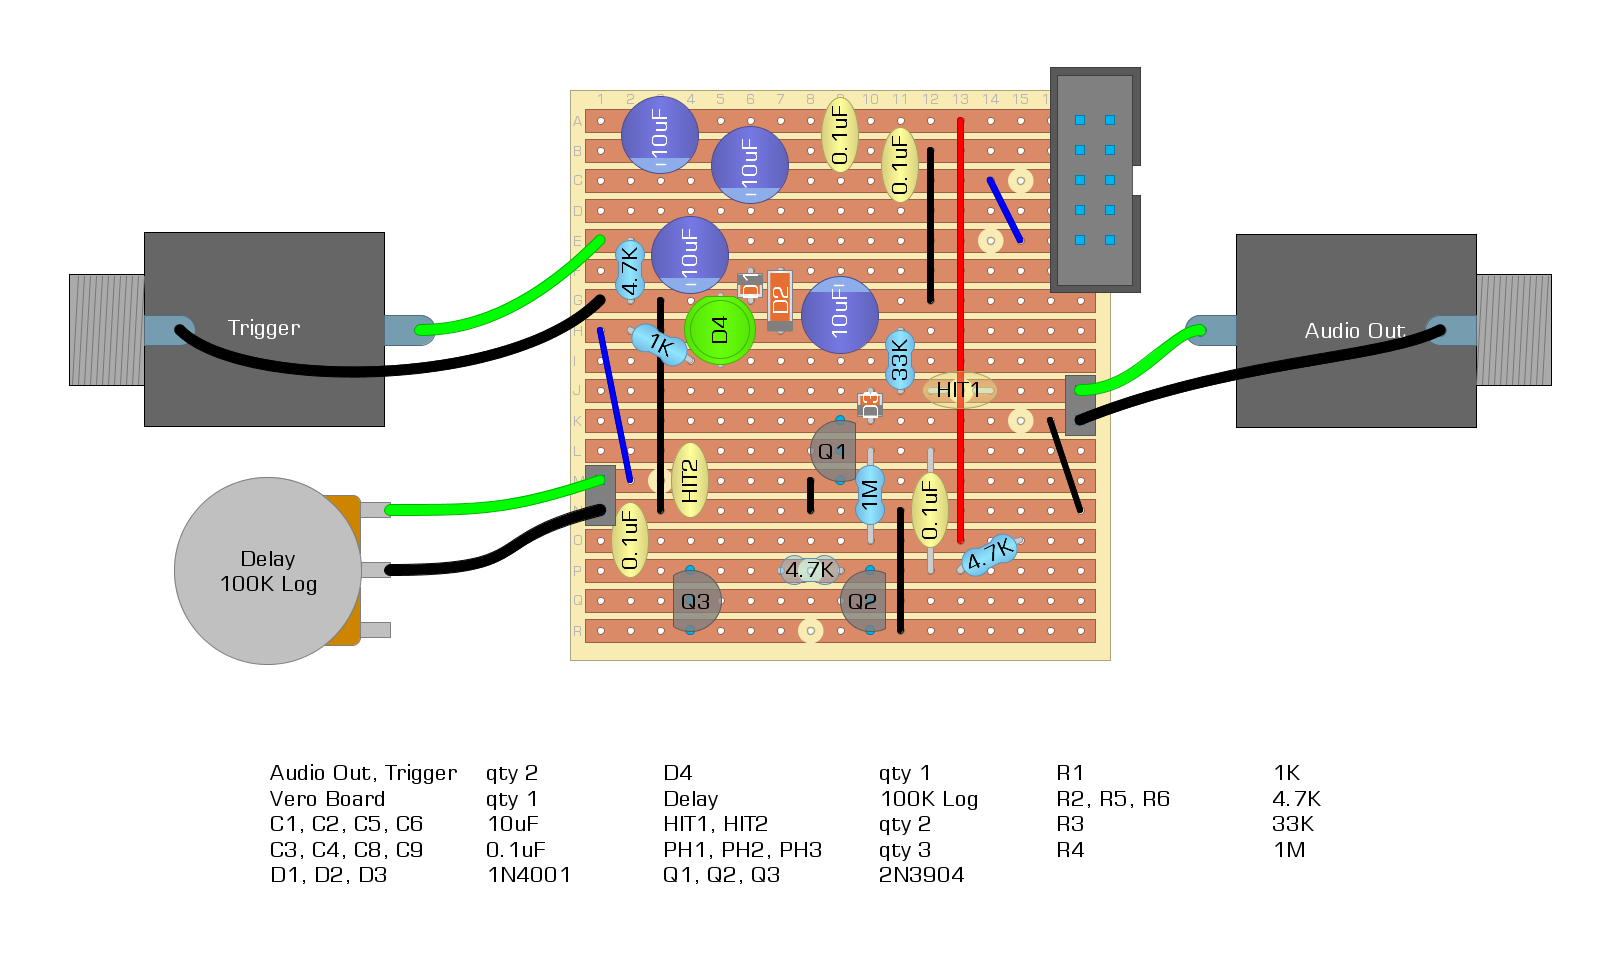 1 2 3 4 5 6 7 8 9 10 11 12 13 14 15
A
B
C
D
E
G
H
I
J
K
L
N
O
P
Q
R
10uF
10uF
0.1uF
0.1uF
10uF
4.7K
D1
D2
10uF
D4
1K
33K
HIT1
D3
Q1
HIT2
1M
0.1uF
0.1uF
4.7K
4.7K
Q3
Q2
Trigger
Audio Out
Delay
100K Log
Audio Out, Trigger qty 2 D4 qty 1 R1 1K
Vero Board qty 1 Delay 100K Log R2, R5, R6 4.7K
C1, C2, C5, C6 10uF HIT1, HIT2 qty 2 R3 33K
C3, C4, C8, C9 0.1uF PH1, PH2, PH3 qty 3 R4 1M
D1, D2, D3 1N4001 Q1, Q2, Q3 2N3904